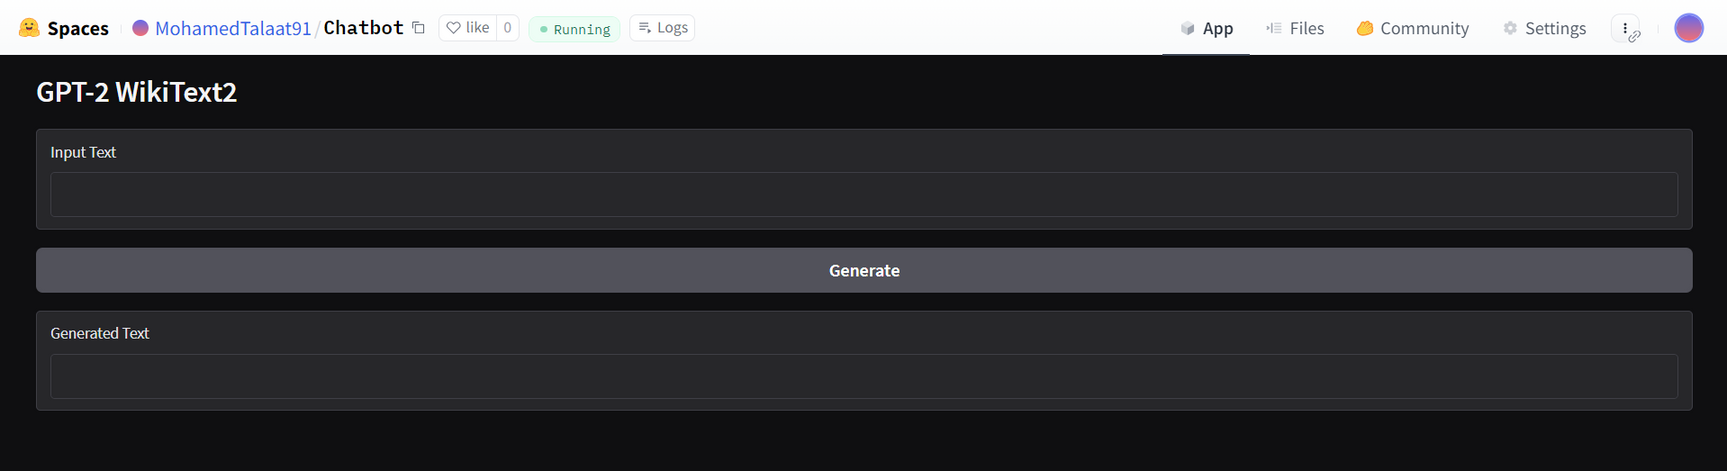 Spaces MohamedTalaat91/Chatbot like 0 Running Logs App Files Community Settings
GPT-2 WikiText2
Input Text
Generate
Generated Text